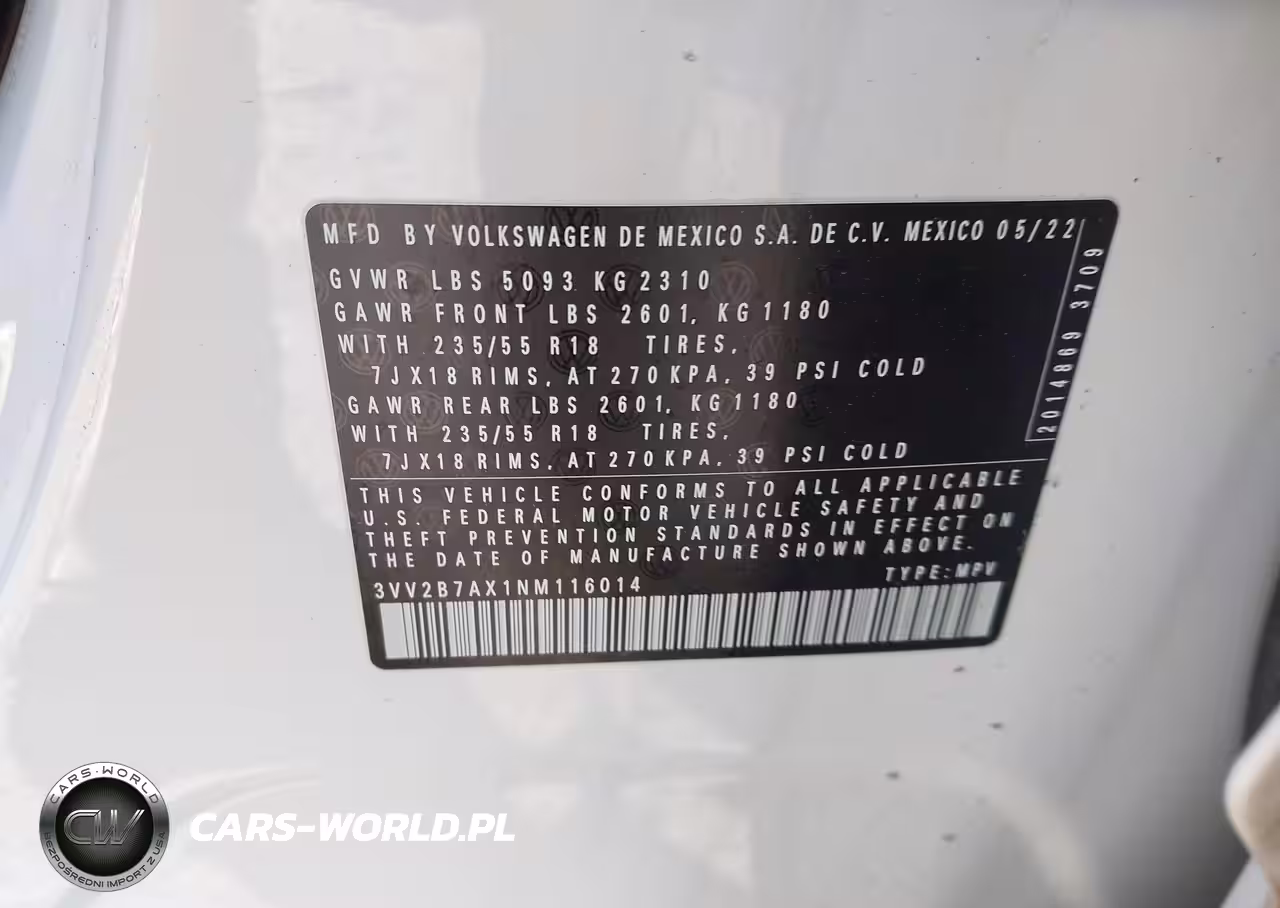 MFD BY VOLKSWAGEN DE MEXICO S.A. DE C.V. MEXICO 05/22
GVWR LBS 5093 KG 2310
GAWR FRONT LBS 2601, KG 1180
WITH 235/55 R18 TIRES,
7JX18 RIMS, AT 270 KPA, 39 PSI COLD
GAWR REAR LBS 2601, KG 1180
WITH 235/55 R18 TIRES,
7JX18 RIMS, AT 270 KPA, 39 PSI COLD
2014869 3709
THIS VEHICLE CONFORMS TO ALL APPLICABLE
U.S. FEDERAL MOTOR VEHICLE SAFETY AND
THEFT PREVENTION STANDARDS IN EFFECT ON
THE DATE OF MANUFACTURE SHOWN ABOVE.
3VV2B7AX1NM116014 TYPE:MPV
CARS-WORLD
CW
BEZPOŚREDNI IMPORT Z USA
CARS-WORLD.PL